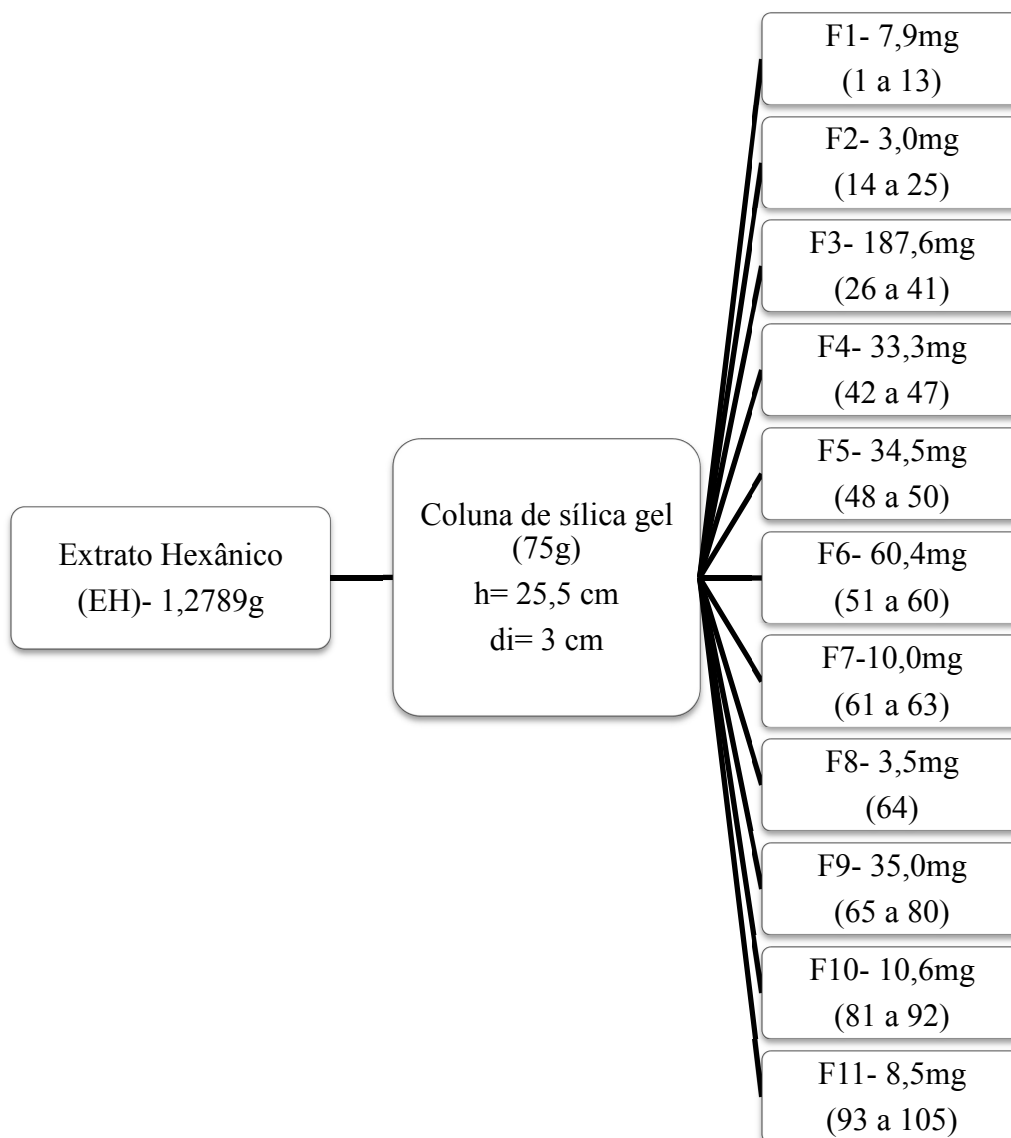 F1- 7,9mg
(1 a 13)
F2- 3,0mg
(14 a 25)
F3- 187,6mg
(26 a 41)
F4- 33,3mg
(42 a 47)
F5- 34,5mg
(48 a 50)
F6- 60,4mg
(51 a 60)
F7-10,0mg
(61 a 63)
F8- 3,5mg
(64)
F9- 35,0mg
(65 a 80)
F10- 10,6mg
(81 a 92)
F11- 8,5mg
(93 a 105)
Coluna de sílica gel
(75g)
h= 25,5 cm
di= 3 cm
Extrato Hexânico
(EH)- 1,2789g